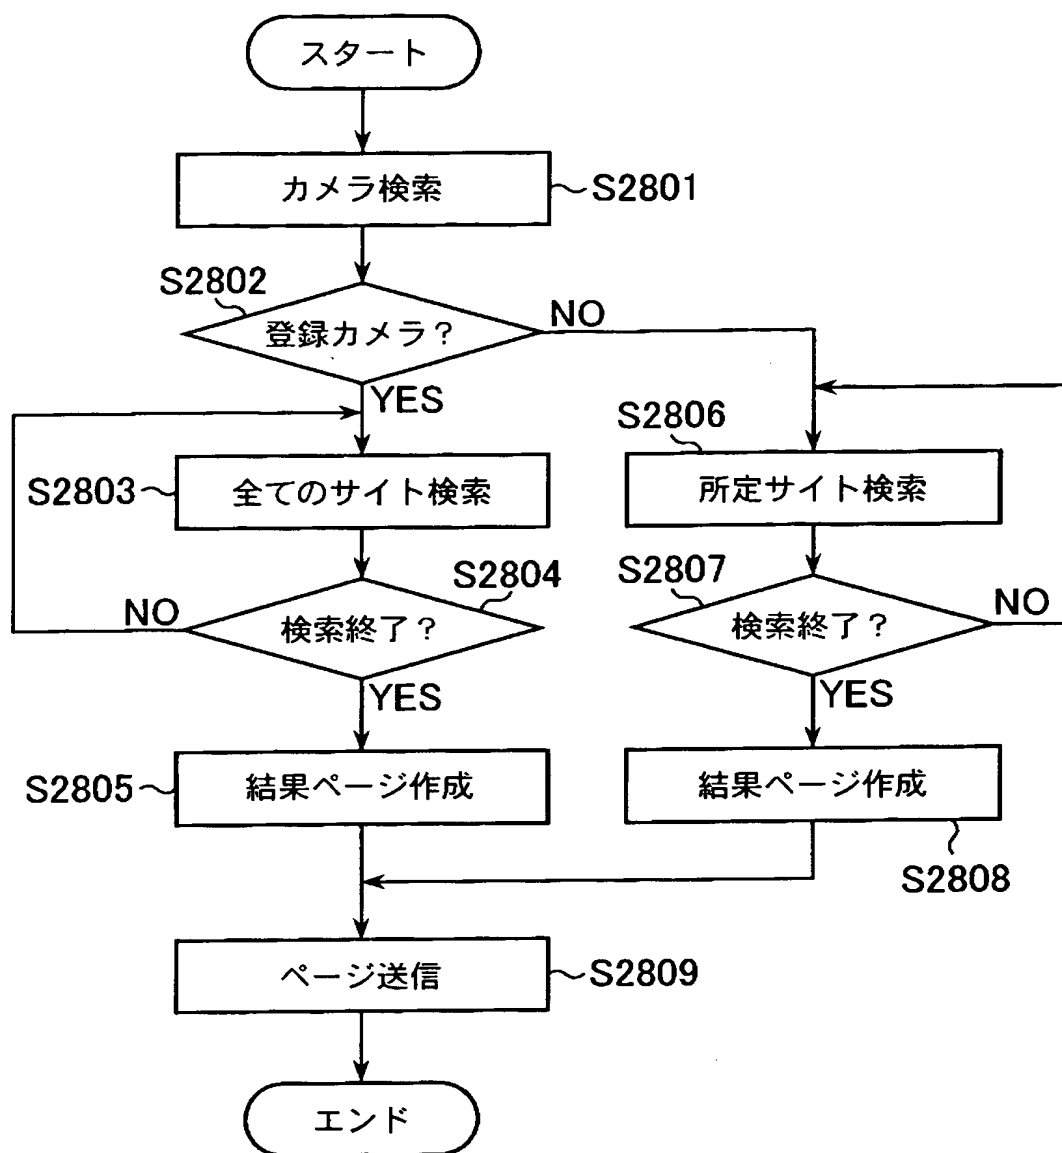 スタート
カメラ検索
S2801
S2802
登録カメラ?
NO
YES
S2803
全てのサイト検索
S2804
検索終了?
NO
YES
S2805
結果ページ作成
S2806
所定サイト検索
S2807
検索終了?
NO
YES
結果ページ作成
S2808
ページ送信
S2809
エンド